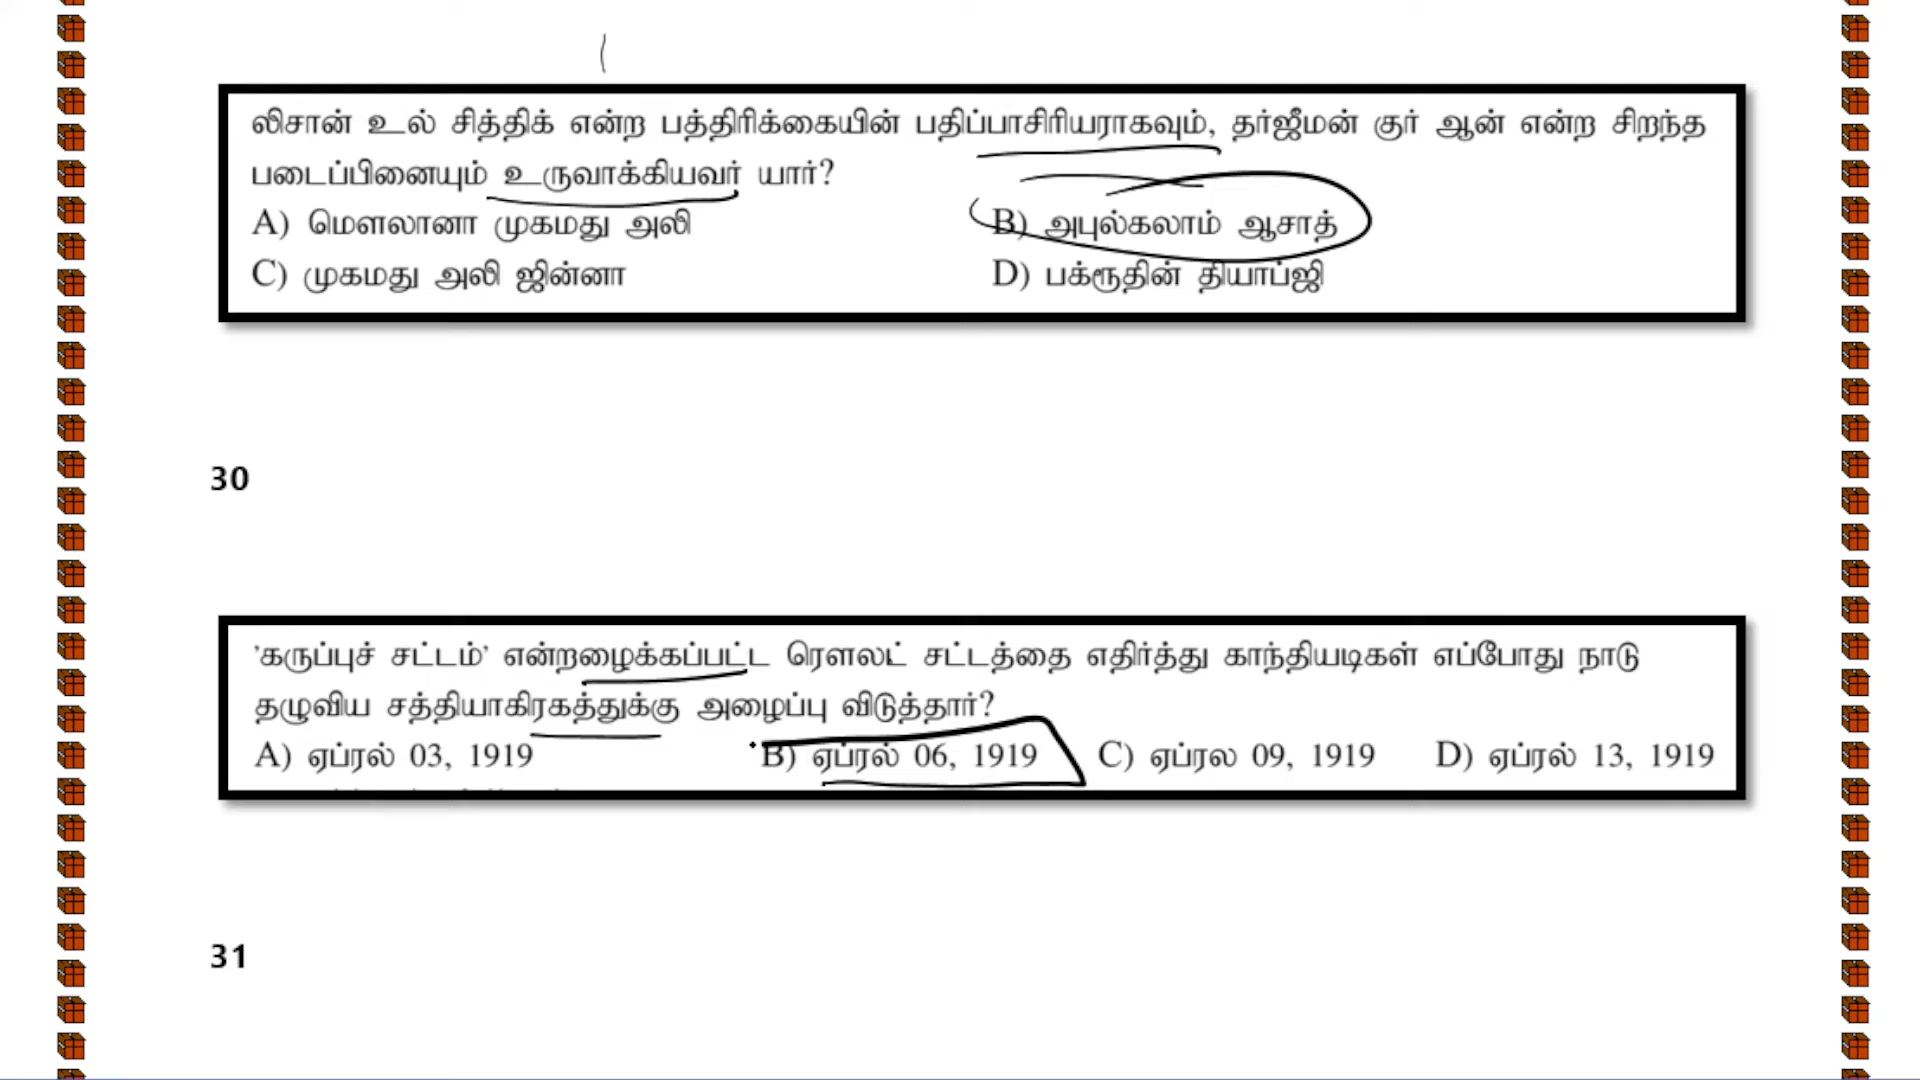 லிசான் உல் சித்திக் என்ற பத்திரிக்கையின் பதிப்பாசிரியராகவும், தர்ஜீமன் குர் ஆன் என்ற சிறந்த
படைப்பினையும் உருவாக்கியவர் யார்?
A) மௌலானா முகமது அலி B) அபுல்கலாம் ஆசாத்
C) முகமது அலி ஜின்னா D) பக்ரூதின் தியாப்ஜி
30
'கருப்புச் சட்டம்' என்றழைக்கப்பட்ட ரௌலட் சட்டத்தை எதிர்த்து காந்தியடிகள் எப்போது நாடு
தழுவிய சத்தியாகிரகத்துக்கு அழைப்பு விடுத்தார்?
A) ஏப்ரல் 03, 1919 B) ஏப்ரல் 06, 1919 C) ஏப்ரல 09, 1919 D) ஏப்ரல் 13, 1919
31